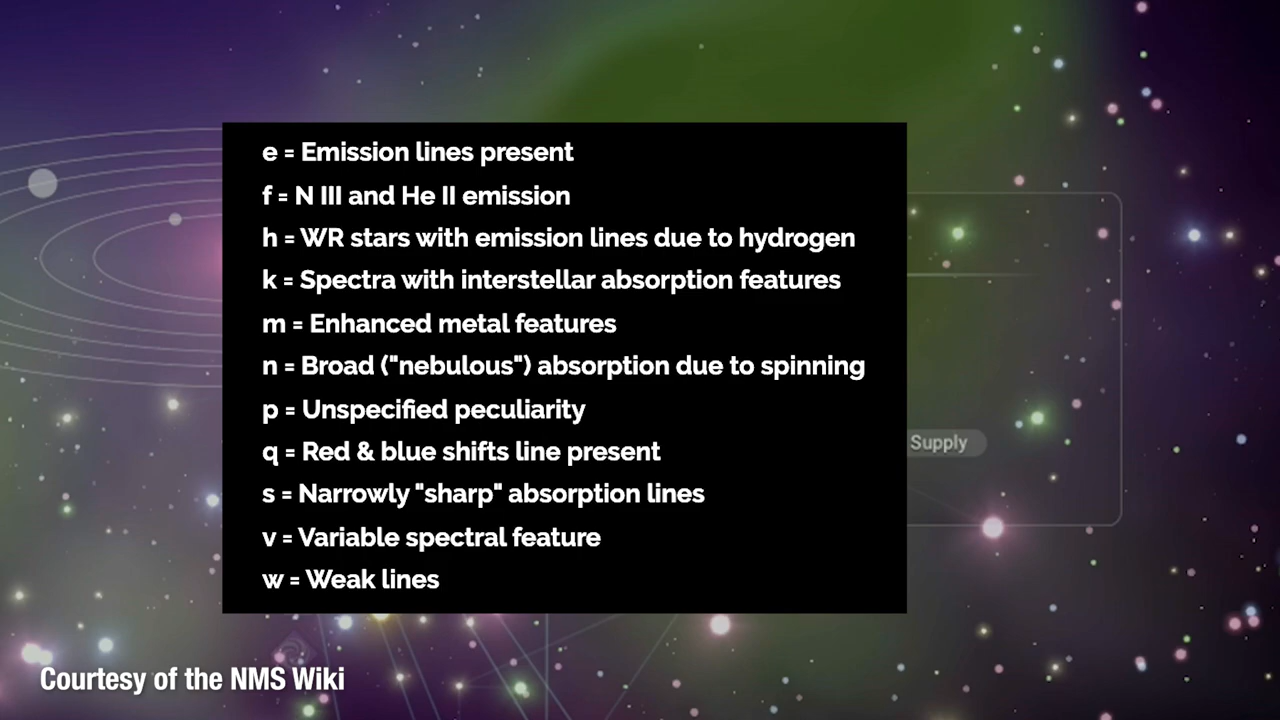 e = Emission lines present
f = N III and He II emission
h = WR stars with emission lines due to hydrogen
k = Spectra with interstellar absorption features
m = Enhanced metal features
n = Broad ("nebulous") absorption due to spinning
p = Unspecified peculiarity
q = Red & blue shifts line present
s = Narrowly "sharp" absorption lines
v = Variable spectral feature
w = Weak lines
Supply
Courtesy of the NMS Wiki